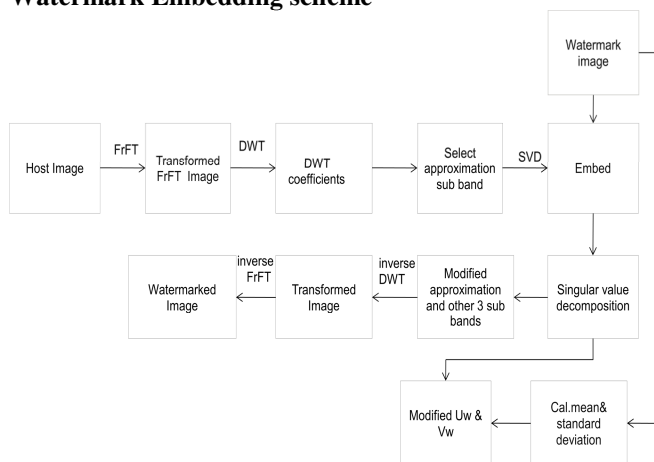 Watermark Embedding scheme
Watermark
image
Host Image
FrFT
Transformed
FrFT Image
DWT
DWT
coefficients
Select
approximation
sub band
SVD
Embed
Watermarked
Image
inverse
FrFT
Transformed
Image
inverse
DWT
Modified
approximation
and other 3 sub
bands
Singular value
decomposition
Modified Uw &
Vw
Cal.mean&
standard
deviation